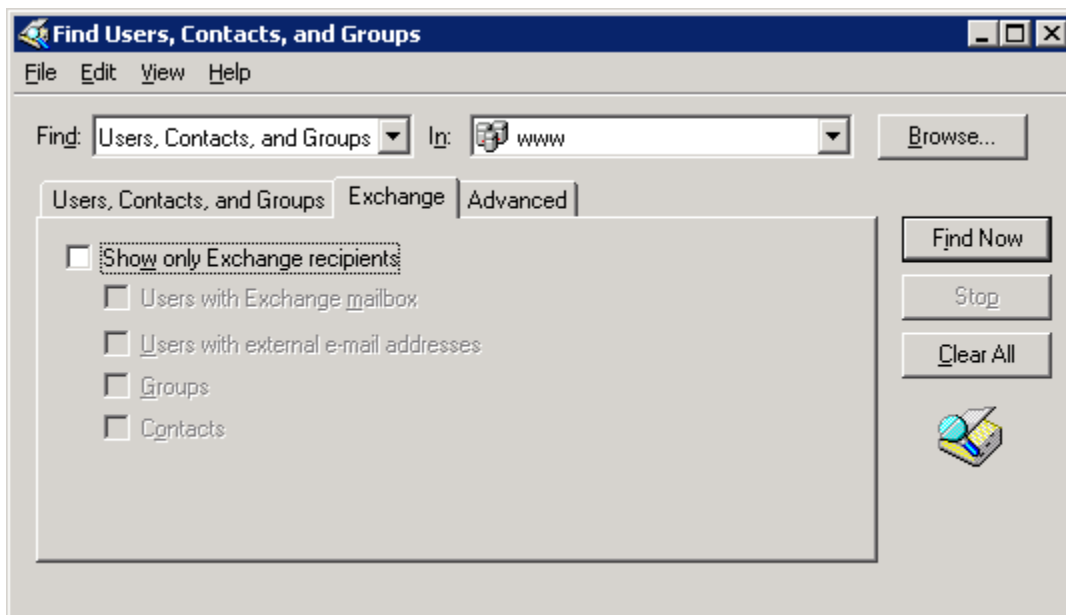 Find Users, Contacts, and Groups
File Edit View Help
Find: Users, Contacts, and Groups In: www Browse...
Users, Contacts, and Groups Exchange Advanced
Show only Exchange recipients
Users with Exchange mailbox
Users with external e-mail addresses
Groups
Contacts
Find Now
Stop
Clear All